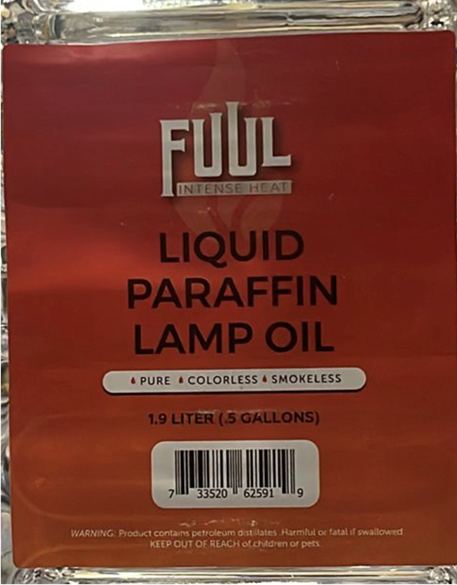 FUUL
INTENSE HEAT
LIQUID
PARAFFIN
LAMP OIL
PURE COLORLESS SMOKELESS
1.9 LITER (.5 GALLONS)
7 33520 62591 9
WARNING: Product contains petroleum distillates .Harmful or fatal if swallowed
KEEP OUT OF REACH of.children or pets.